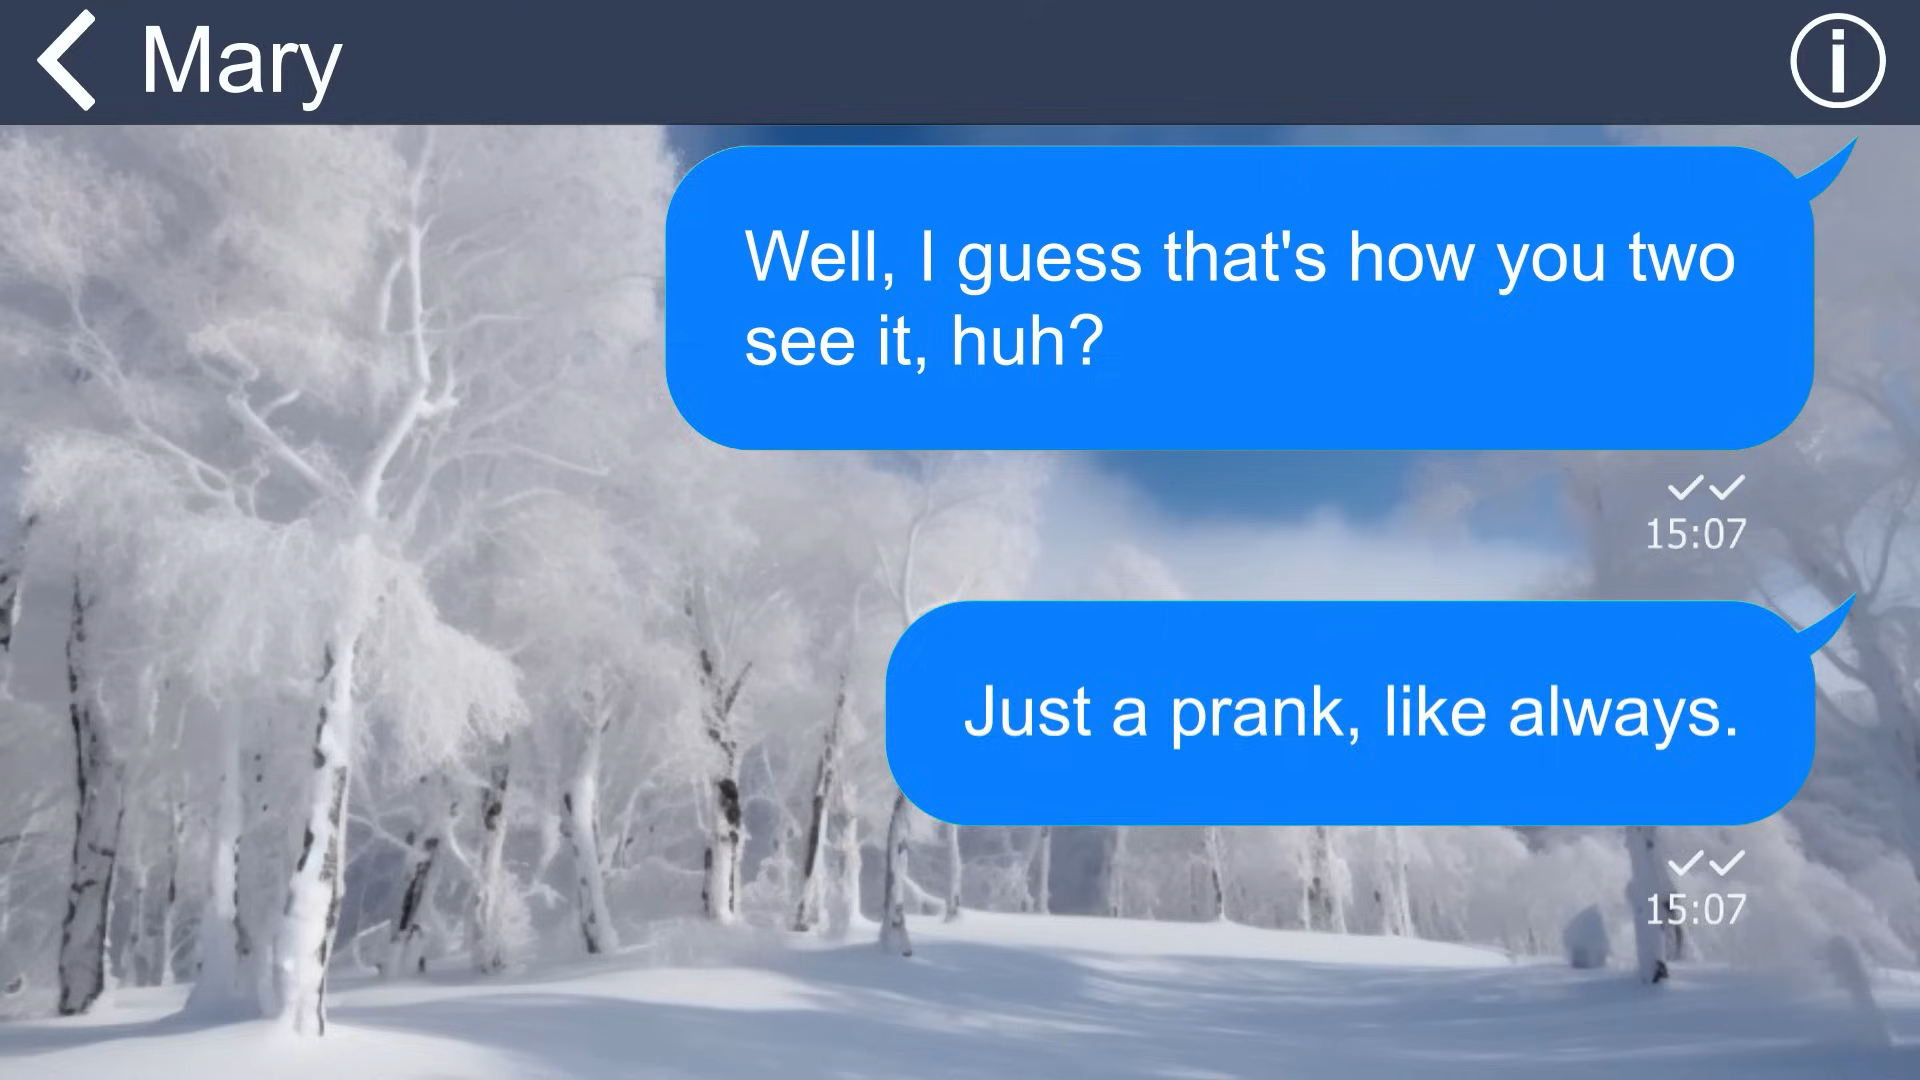 Mary
Well, I guess that's how you two
see it, huh?
15:07
Just a prank, like always.
15:07